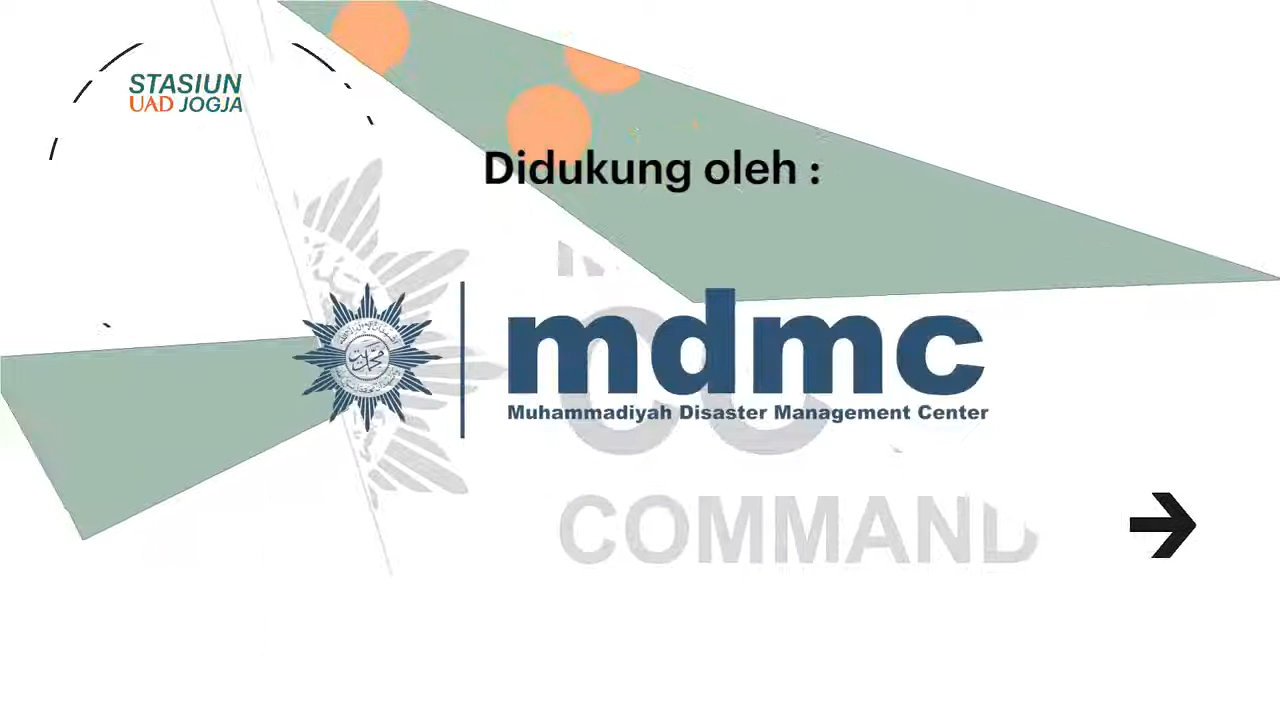 STASIUN
UAD JOGJA
Didukung oleh :
mdmc
Muhammadiyah Disaster Management Center
COMMAND